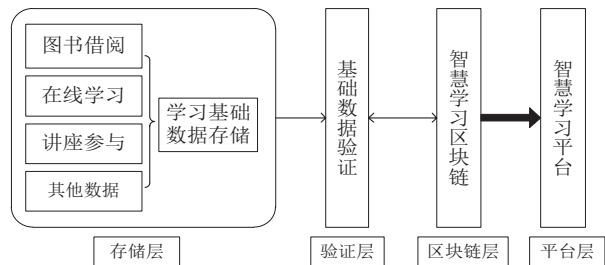 图书借阅
在线学习
讲座参与
其他数据
学习基础
数据存储
基础数据验证
智慧学习区块链
智慧学习平台
存储层
验证层
区块链层
平台层